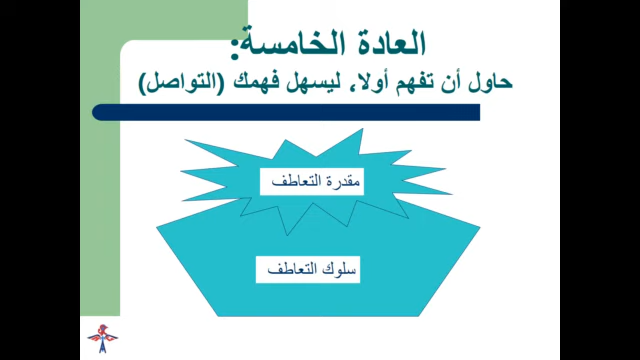 العادة الخامسة:
حاول أن تفهم أولا، ليسهل فهمك (التواصل)
مقدرة التعاطف
سلوك التعاطف